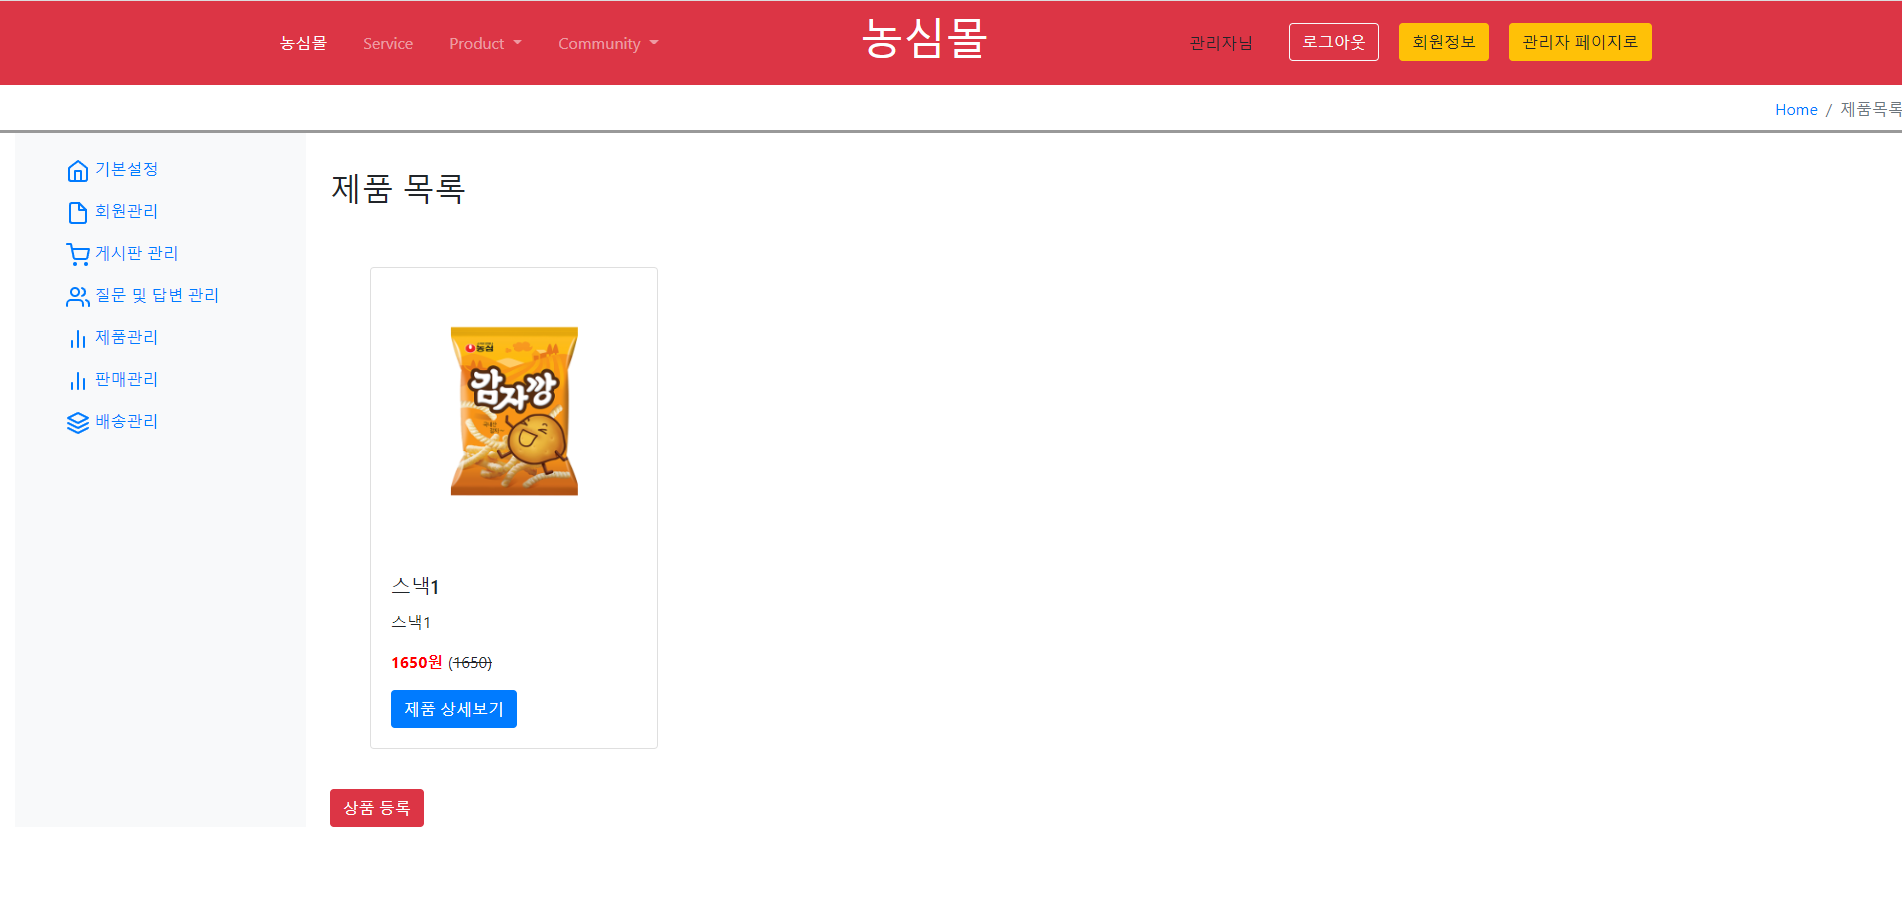 농심몰 Service Product Community 농심몰 관리자님 로그아웃 회원정보 관리자 페이지로
Home / 제품목록
기본설정
회원관리
게시판 관리
질문 및 답변 관리
제품관리
판매관리
배송관리
제품 목록
농심
감자깡
스낵1
스낵1
1650원 (1650)
제품 상세보기
상품 등록